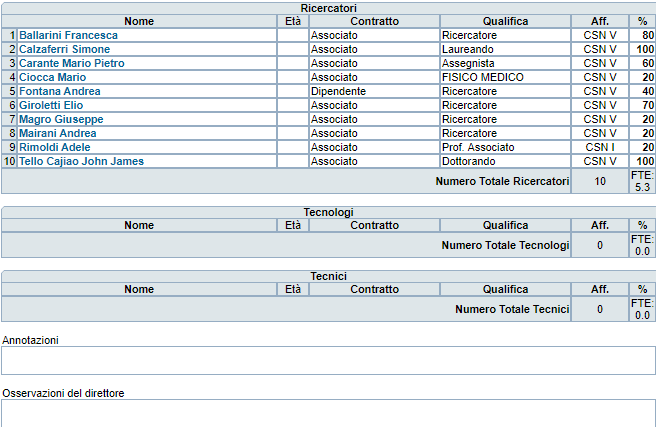 Ricercatori
Nome Età Contratto Qualifica Aff. %
1 Ballarini Francesca Associato Ricercatore CSN V 80
2 Calzaferri Simone Associato Laureando CSN V 100
3 Carante Mario Pietro Associato Assegnista CSN V 60
4 Ciocca Mario Associato FISICO MEDICO CSN V 20
5 Fontana Andrea Dipendente Ricercatore CSN V 40
6 Giroletti Elio Associato Ricercatore CSN V 70
7 Magro Giuseppe Associato Ricercatore CSN V 20
8 Mairani Andrea Associato Ricercatore CSN V 20
9 Rimoldi Adele Associato Prof. Associato CSN I 20
10 Tello Cajiao John James Associato Dottorando CSN V 100
Numero Totale Ricercatori 10 FTE: 5.3
Tecnologi
Nome Età Contratto Qualifica Aff. %
Numero Totale Tecnologi 0 FTE: 0.0
Tecnici
Nome Età Contratto Qualifica Aff. %
Numero Totale Tecnici 0 FTE: 0.0
Annotazioni
Osservazioni del direttore